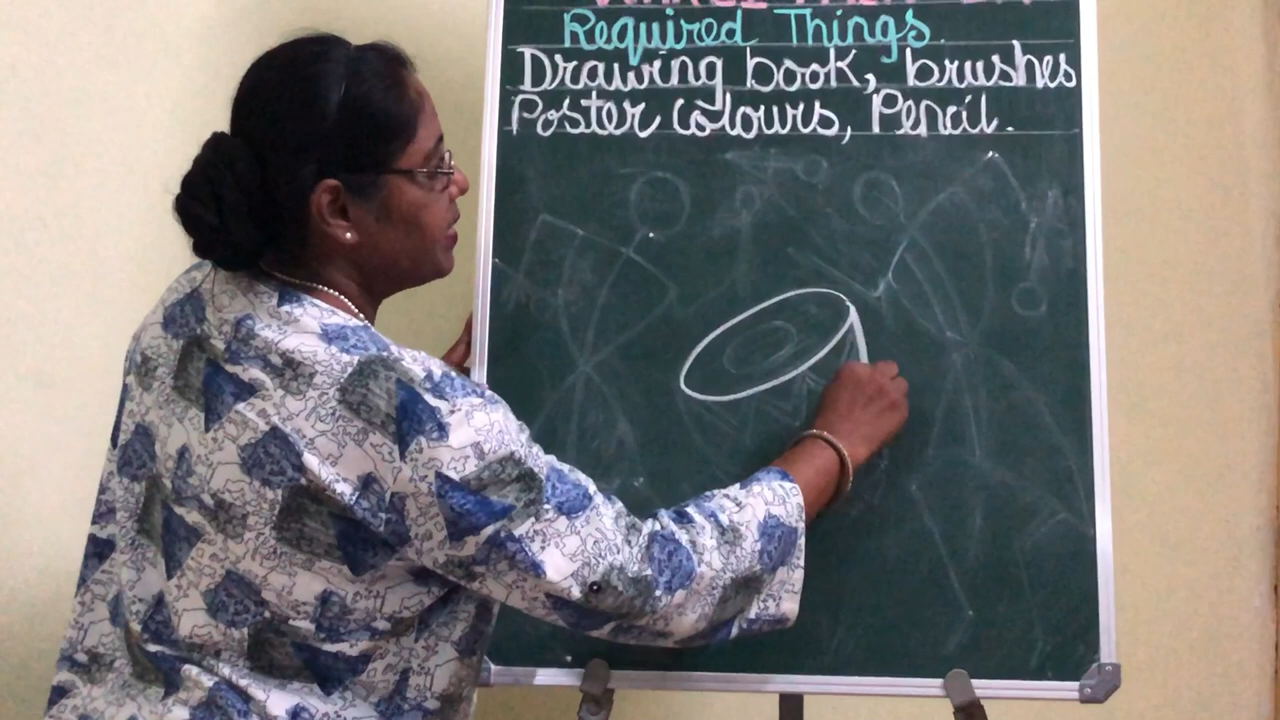 Required Things.
Drawing book, brushes
Poster colours, Pencil.